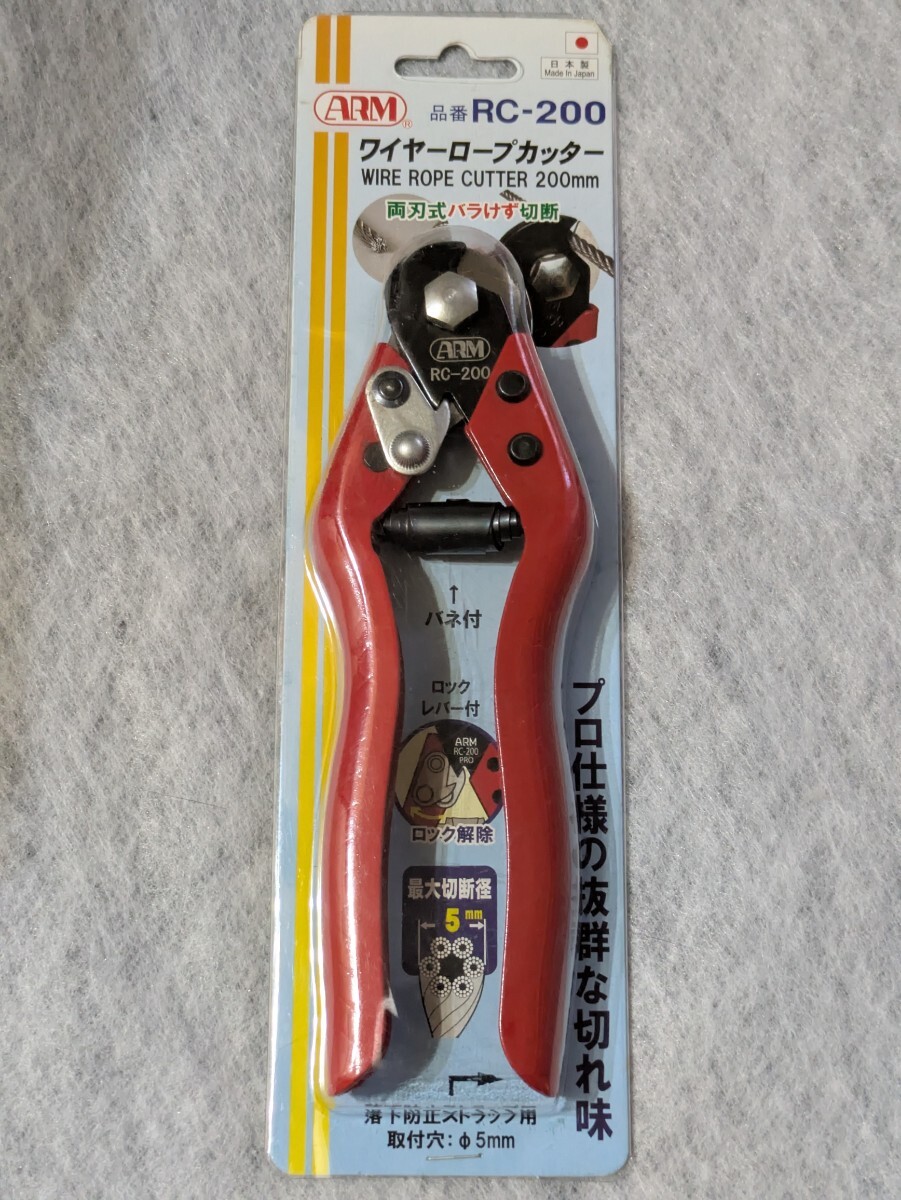 日本製
Made In Japan
ARM®
品番 RC-200
ワイヤーロープカッター
WIRE ROPE CUTTER 200mm
両刃式バラけず切断
ARM
RC-200
↑
バネ付
ロック
レバー付
ARM
RC-200
PRO
ロック解除
最大切断径
5mm
プロ仕様の抜群な切れ味
落下防止ストラップ用
取付穴：φ5mm